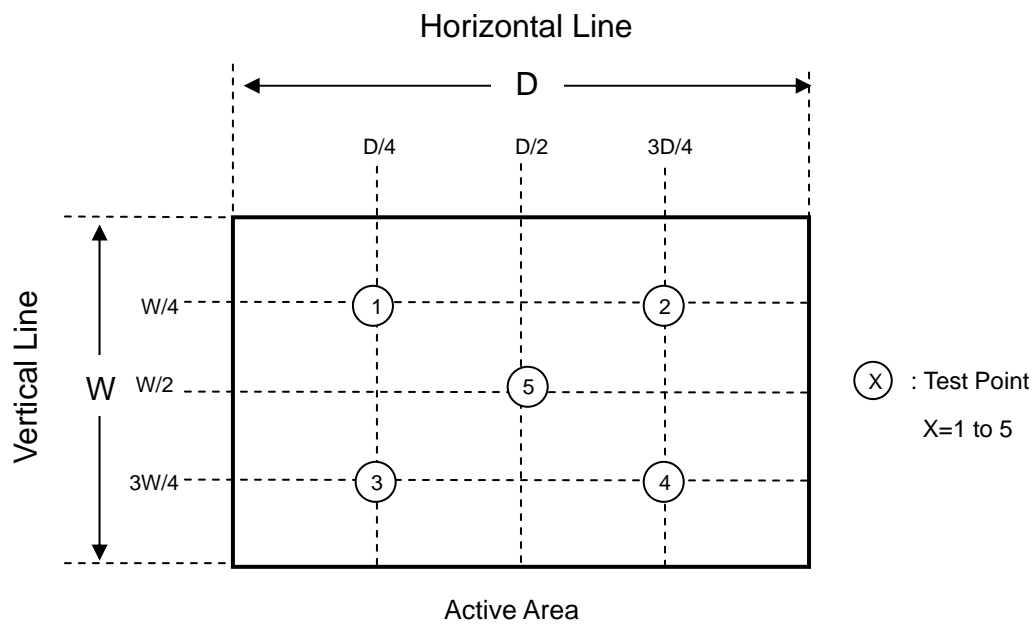 Horizontal Line
D
D/4 D/2 3D/4
Vertical Line
W
W/4
1 2
W/2
5
X : Test Point
X=1 to 5
3W/4
3 4
Active Area